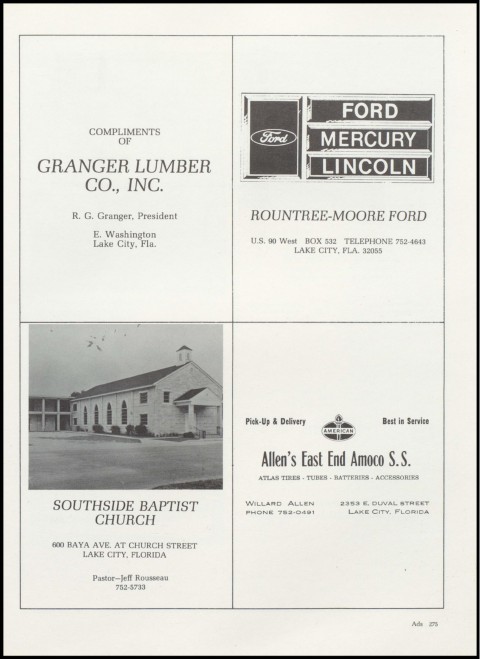 COMPLIMENTS
OF
GRANGER LUMBER
CO., INC.
R. G. Granger, President
E. Washington
Lake City, Fla.
Ford
FORD
MERCURY
LINCOLN
ROUNTREE-MOORE FORD
U.S. 90 West BOX 532 TELEPHONE 752-4643
LAKE CITY, FLA. 32055
SOUTHSIDE BAPTIST
CHURCH
600 BAYA AVE. AT CHURCH STREET
LAKE CITY, FLORIDA
Pastor—Jeff Rousseau
752-5733
Pick-Up & Delivery
AMERICAN
Best in Service
Allen's East End Amoco S.S.
ATLAS TIRES - TUBES - BATTERIES - ACCESSORIES
WILLARD ALLEN 2353 E. DUVAL STREET
PHONE 752-0491 LAKE CITY, FLORIDA
Ads 275